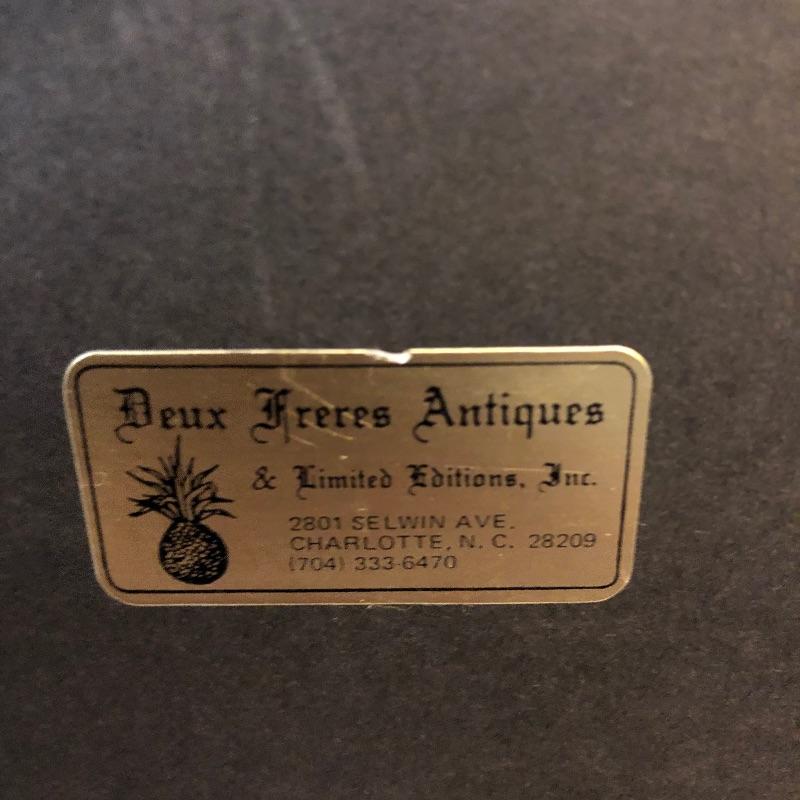 Deux Freres Antiques
& Limited Editions, Inc.
2801 SELWIN AVE.
CHARLOTTE, N. C. 28209
(704) 333-6470